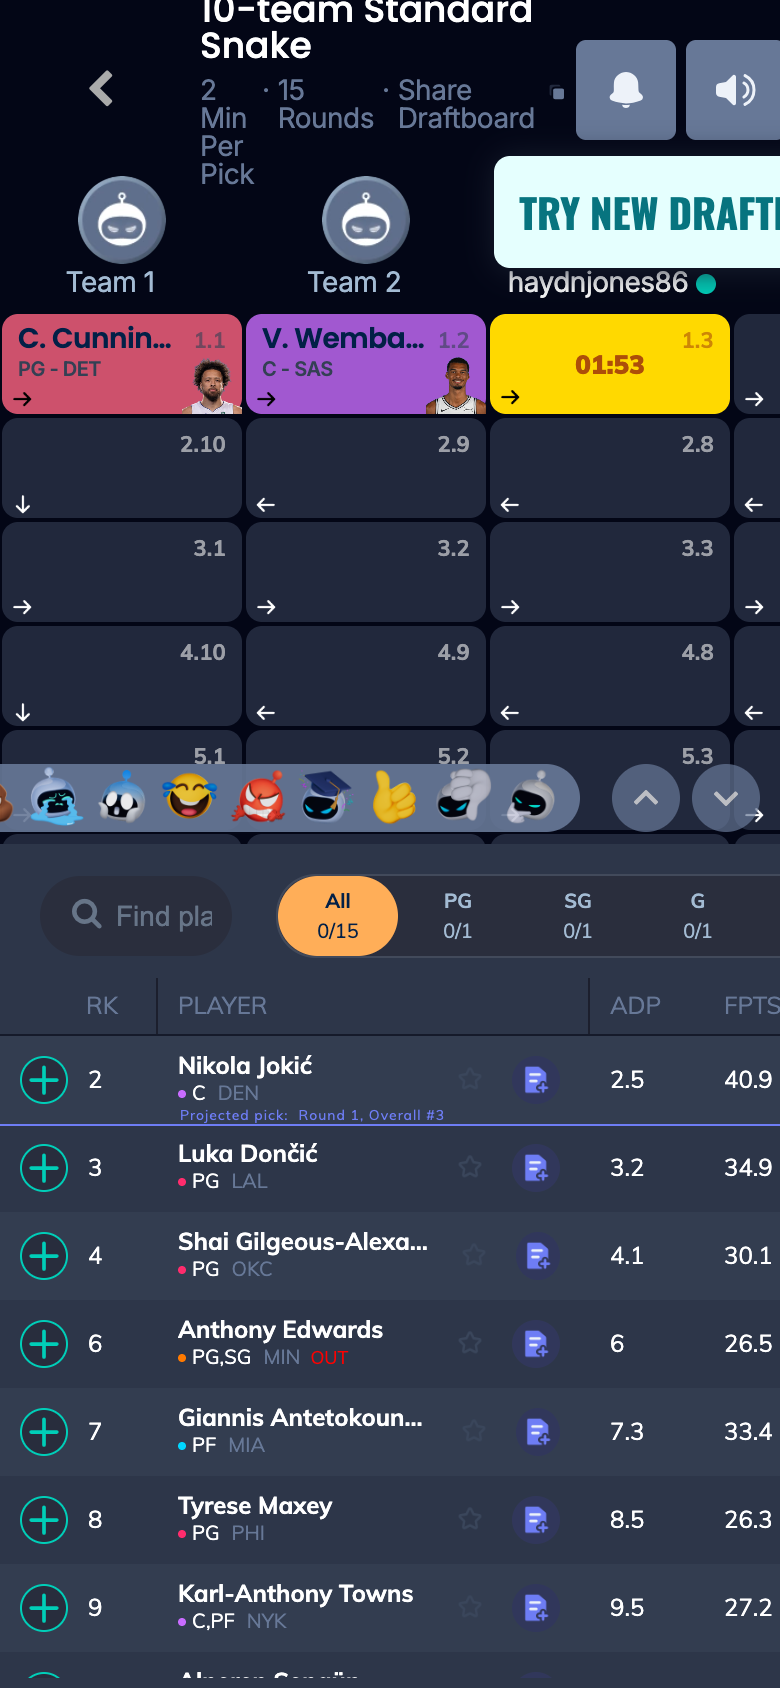 10-team Standard
Snake
2 Min Per Pick · 15 Rounds · Share Draftboard
TRY NEW DRAFT
Team 1
Team 2
haydnjones86
C. Cunnin... 1.1
PG - DET
V. Wemba... 1.2
C - SAS
1.3
01:53
2.10 2.9 2.8
3.1 3.2 3.3
4.10 4.9 4.8
5.1 5.2 5.3
Find pla
All PG SG G
0/15 0/1 0/1 0/1
RK PLAYER ADP FPTS
2 Nikola Jokić 2.5 40.9
C DEN
Projected pick: Round 1, Overall #3
3 Luka Dončić 3.2 34.9
PG LAL
4 Shai Gilgeous-Alexa... 4.1 30.1
PG OKC
6 Anthony Edwards 6 26.5
PG,SG MIN OUT
7 Giannis Antetokoun... 7.3 33.4
PF MIA
8 Tyrese Maxey 8.5 26.3
PG PHI
9 Karl-Anthony Towns 9.5 27.2
C,PF NYK